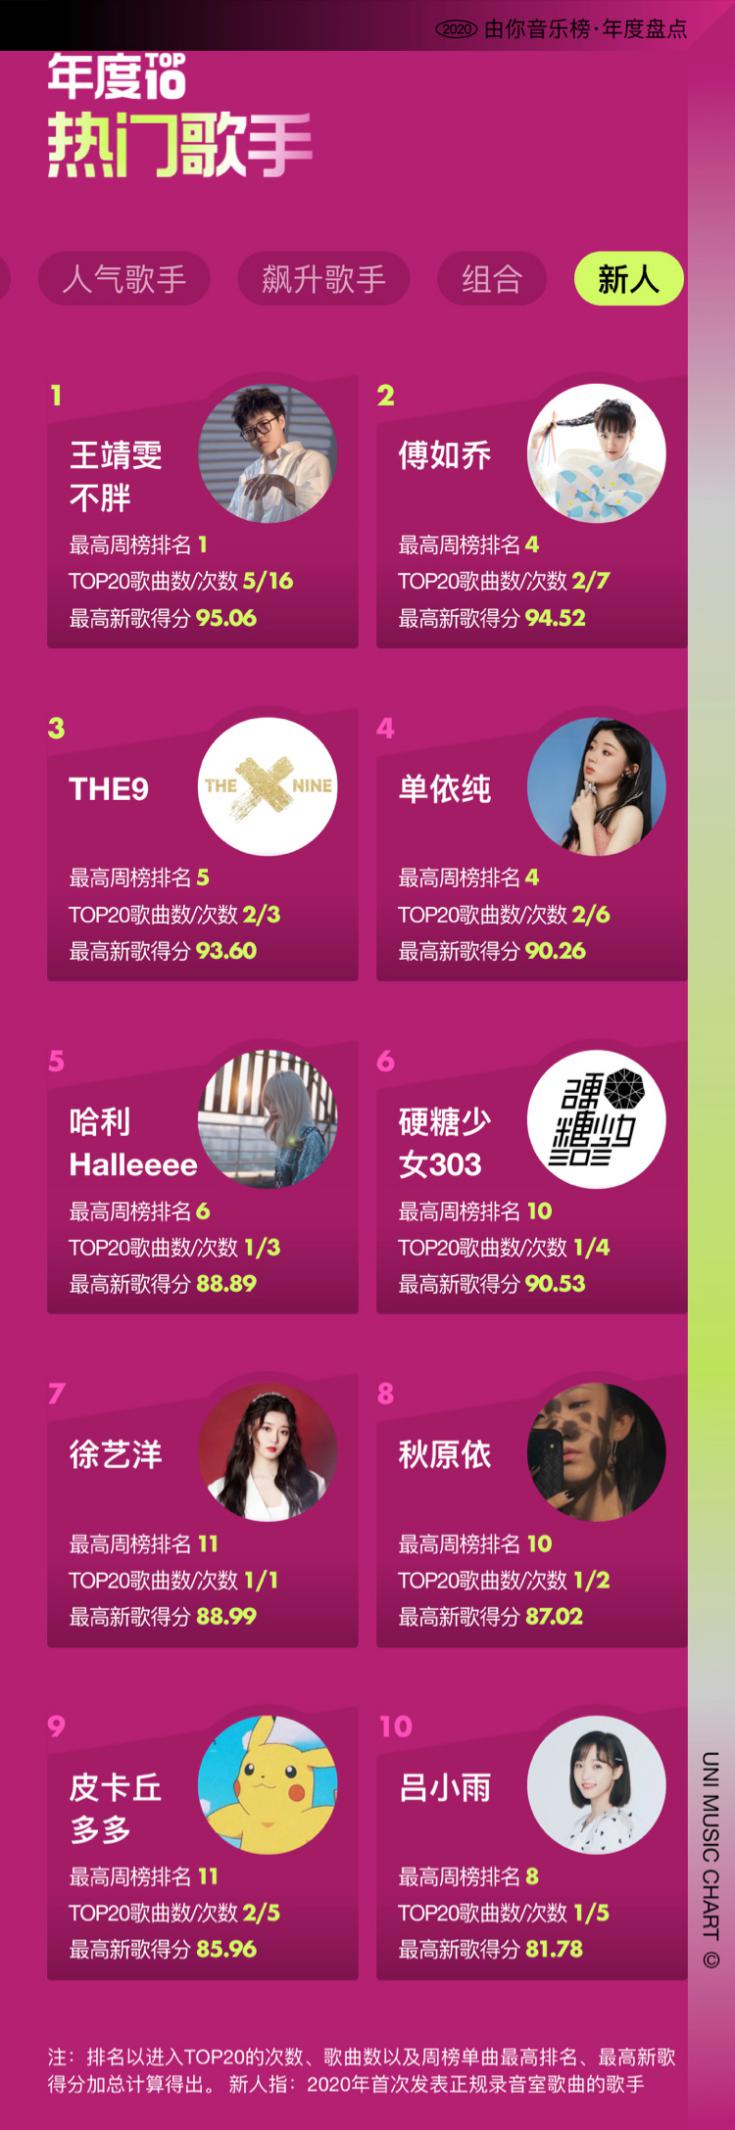 2020 由你音乐榜·年度盘点
年度TOP10
热门歌手
人气歌手 飙升歌手 组合 新人
1
王靖雯
不胖
最高周榜排名 1
TOP20歌曲数/次数 5/16
最高新歌得分 95.06
2
傅如乔
最高周榜排名 4
TOP20歌曲数/次数 2/7
最高新歌得分 94.52
3
THE9
THE NINE
最高周榜排名 5
TOP20歌曲数/次数 2/3
最高新歌得分 93.60
4
单依纯
最高周榜排名 4
TOP20歌曲数/次数 2/6
最高新歌得分 90.26
5
哈利
Halleeee
最高周榜排名 6
TOP20歌曲数/次数 1/3
最高新歌得分 88.89
6
硬糖少
女303
最高周榜排名 10
TOP20歌曲数/次数 1/4
最高新歌得分 90.53
7
徐艺洋
最高周榜排名 11
TOP20歌曲数/次数 1/1
最高新歌得分 88.99
8
秋原依
最高周榜排名 10
TOP20歌曲数/次数 1/2
最高新歌得分 87.02
9
皮卡丘
多多
最高周榜排名 11
TOP20歌曲数/次数 2/5
最高新歌得分 85.96
10
吕小雨
最高周榜排名 8
TOP20歌曲数/次数 1/5
最高新歌得分 81.78
UNI MUSIC CHART ©
注：排名以进入TOP20的次数、歌曲数以及周榜单曲最高排名、最高新歌
得分加总计算得出。 新人指：2020年首次发表正规录音室歌曲的歌手